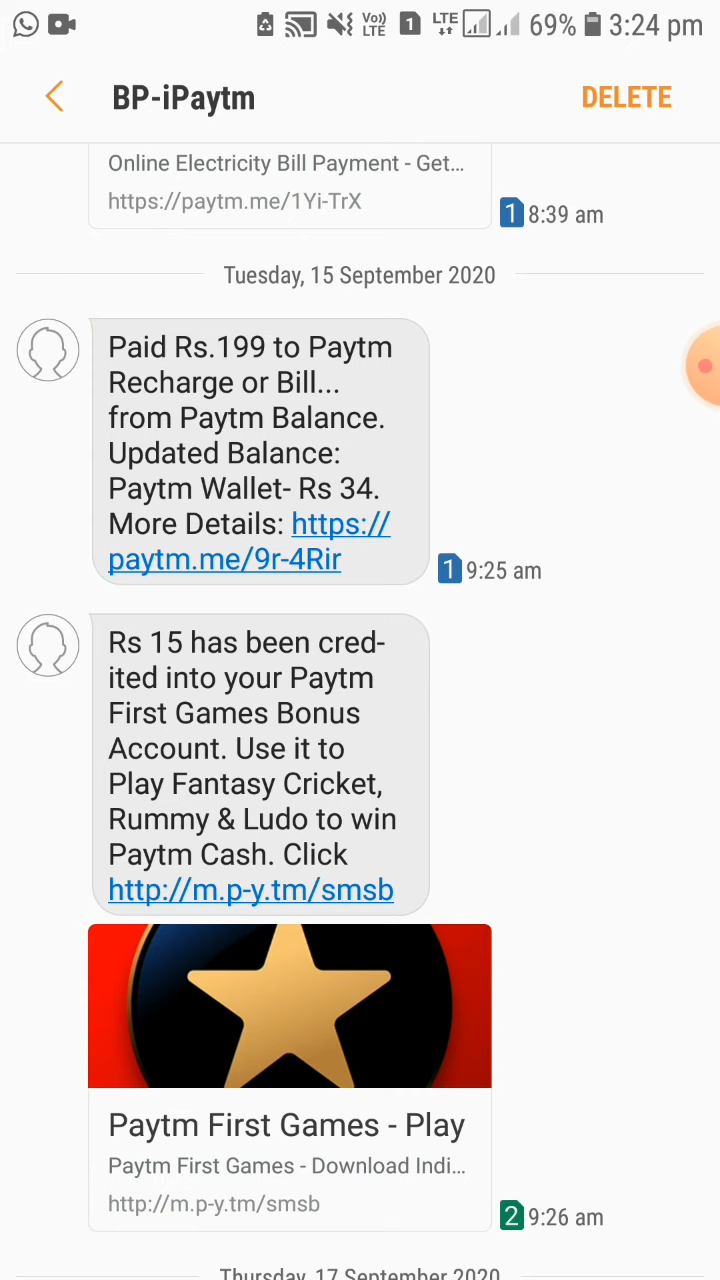 Vo)) LTE 1 LTE 69% 3:24 pm
BP-iPaytm
DELETE
Online Electricity Bill Payment - Get...
https://paytm.me/1Yi-TrX
1 8:39 am
Tuesday, 15 September 2020
Paid Rs.199 to Paytm
Recharge or Bill...
from Paytm Balance.
Updated Balance:
Paytm Wallet- Rs 34.
More Details: https://
paytm.me/9r-4Rir
1 9:25 am
Rs 15 has been cred-
ited into your Paytm
First Games Bonus
Account. Use it to
Play Fantasy Cricket,
Rummy & Ludo to win
Paytm Cash. Click
http://m.p-y.tm/smsb
Paytm First Games - Play
Paytm First Games - Download Indi...
http://m.p-y.tm/smsb
2 9:26 am
Thursday, 17 September 2020